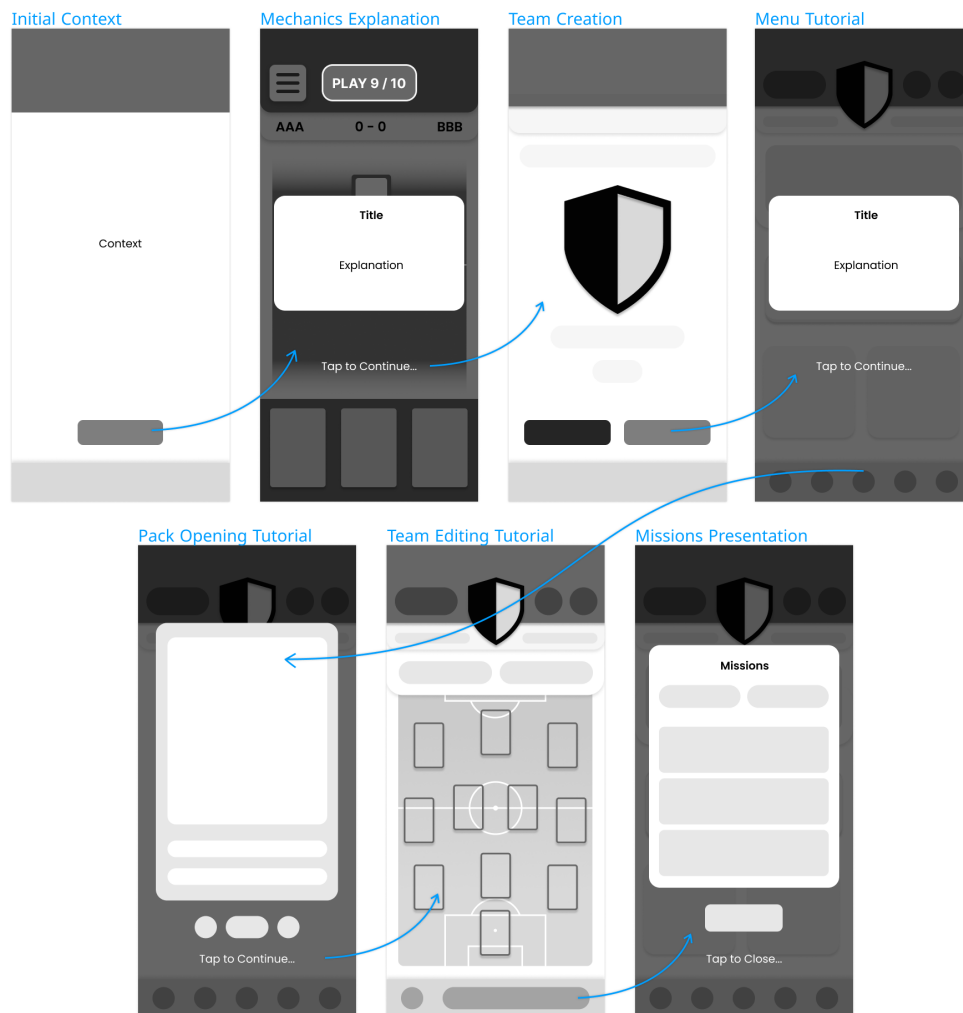 Initial Context
Mechanics Explanation
Team Creation
Menu Tutorial
PLAY 9 / 10
AAA 0 - 0 BBB
Context
Title
Explanation
Tap to Continue...
Title
Explanation
Tap to Continue...
Pack Opening Tutorial
Team Editing Tutorial
Missions Presentation
Missions
Tap to Continue...
Tap to Close...